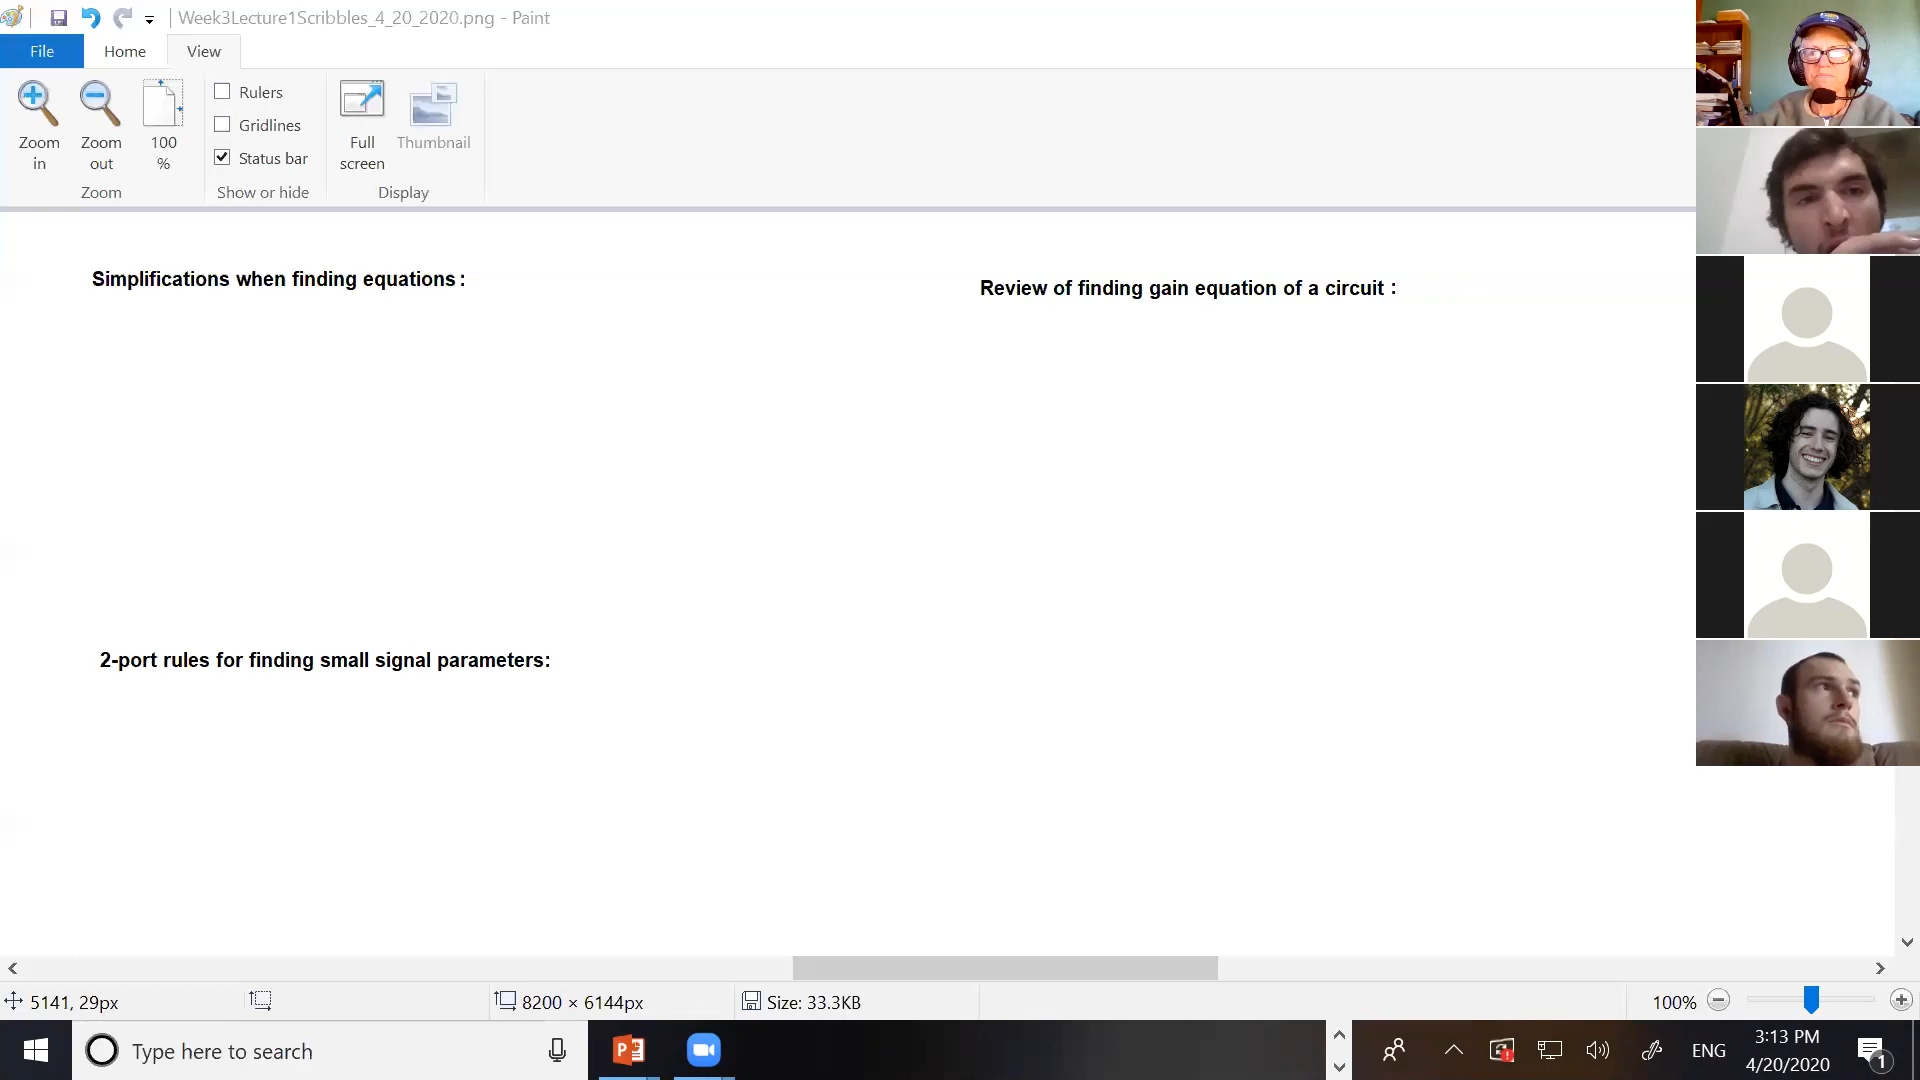 Week3Lecture1Scribbles_4_20_2020.png - Paint
File Home View
Zoom in
Zoom out
100 %
Zoom
Rulers
Gridlines
Status bar
Show or hide
Full screen
Thumbnail
Display
Simplifications when finding equations :
Review of finding gain equation of a circuit :
2-port rules for finding small signal parameters:
5141, 29px
8200 × 6144px
Size: 33.3KB
100%
Type here to search
ENG
3:13 PM
4/20/2020
1